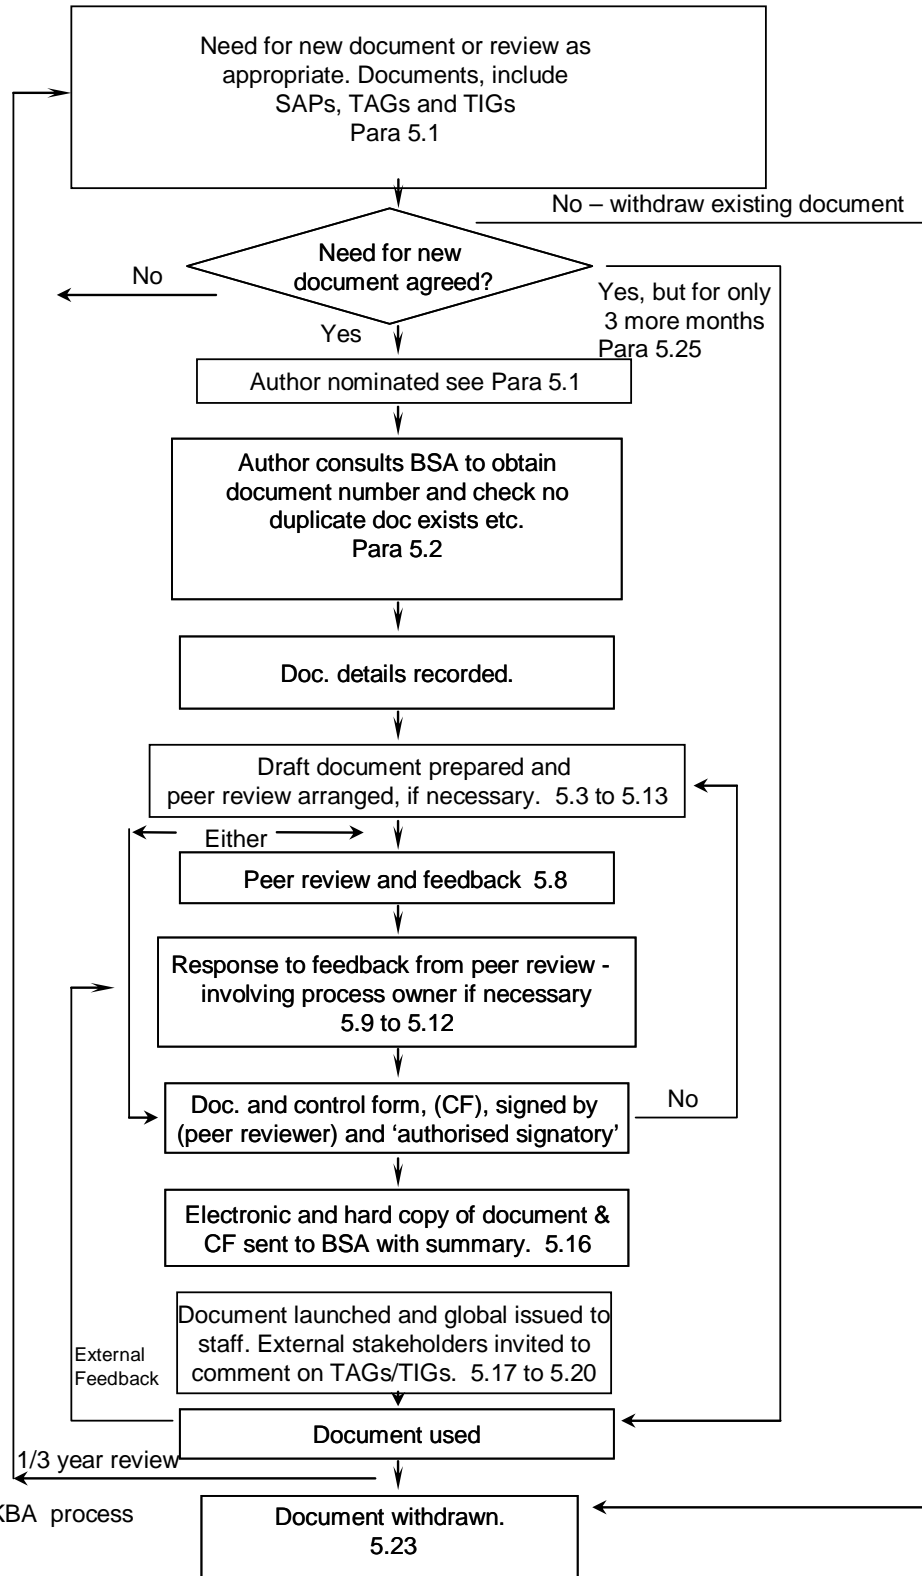 Need for new document or review as
appropriate. Documents, include
SAPs, TAGs and TIGs
Para 5.1
No – withdraw existing document
Need for new
document agreed?
No
Yes, but for only
3 more months
Para 5.25
Yes
Author nominated see Para 5.1
Author consults BSA to obtain
document number and check no
duplicate doc exists etc.
Para 5.2
Doc. details recorded.
Draft document prepared and
peer review arranged, if necessary. 5.3 to 5.13
Either
Peer review and feedback 5.8
Response to feedback from peer review -
involving process owner if necessary
5.9 to 5.12
Doc. and control form, (CF), signed by
(peer reviewer) and ‘authorised signatory’
No
Electronic and hard copy of document &
CF sent to BSA with summary. 5.16
Document launched and global issued to
staff. External stakeholders invited to
comment on TAGs/TIGs. 5.17 to 5.20
External
Feedback
Document used
1/3 year review
KBA process
Document withdrawn.
5.23